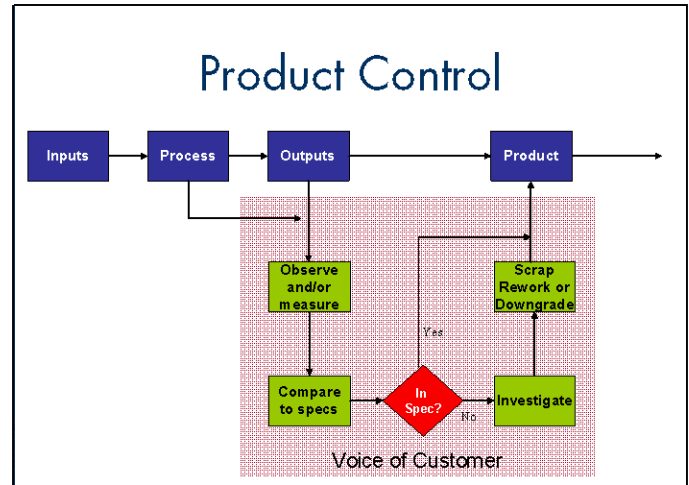 Product Control
Inputs
Process
Outputs
Product
Observe
and/or
measure
Scrap
Rework or
Downgrade
Yes
Compare
to specs
In
Spec?
No
Investigate
Voice of Customer